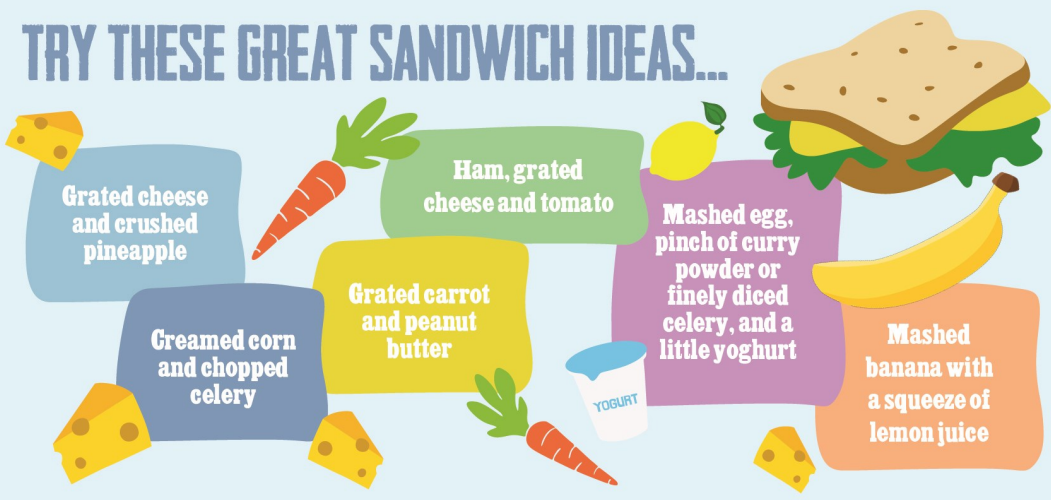 TRY THESE GREAT SANDWICH IDEAS...
Grated cheese
and crushed
pineapple
Ham, grated
cheese and tomato
Mashed egg,
pinch of curry
powder or
finely diced
celery, and a
little yoghurt
Creamed corn
and chopped
celery
Grated carrot
and peanut
butter
Mashed
banana with
a squeeze of
lemon juice
YOGURT